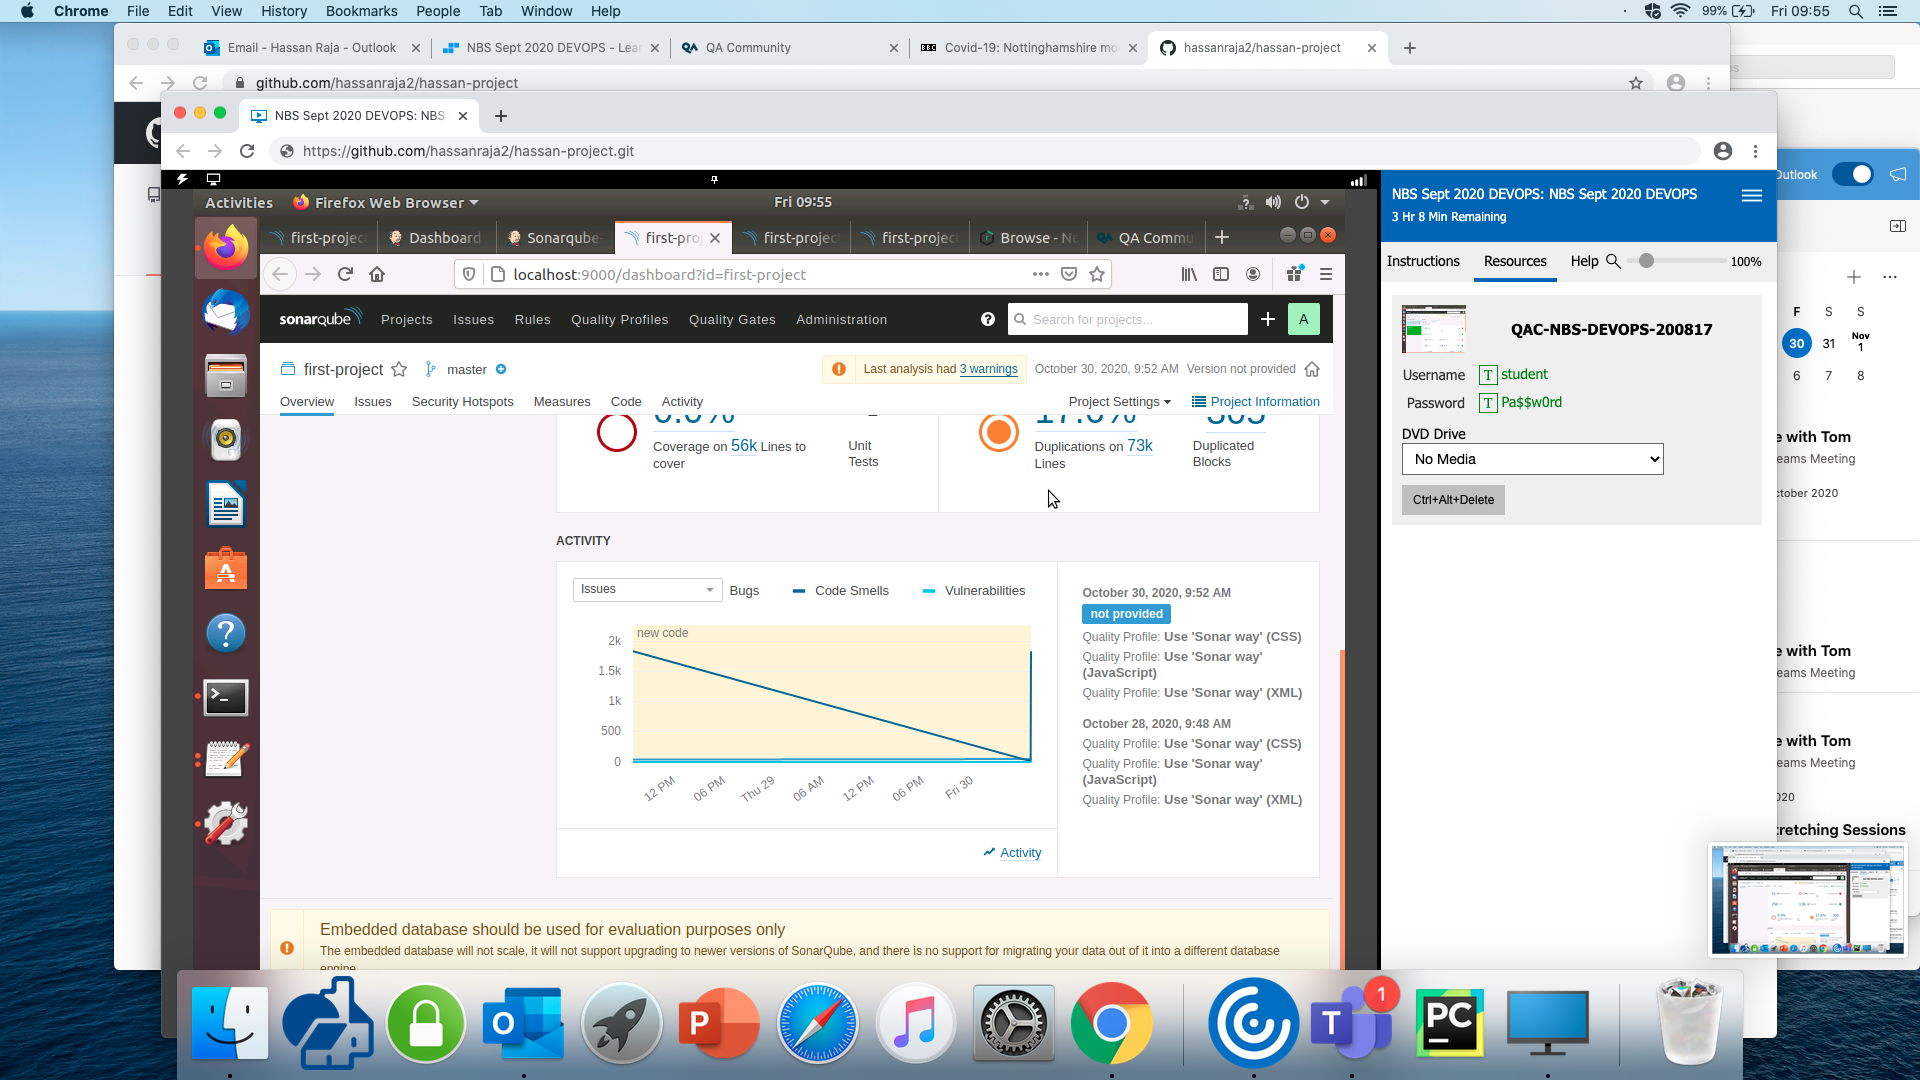 Chrome File Edit View History Bookmarks People Tab Window Help 99% Fri 09:55
Email - Hassan Raja - Outlook NBS Sept 2020 DEVOPS - Lea QA Community BBC Covid-19: Nottinghamshire mo hassanraja2/hassan-project
github.com/hassanraja2/hassan-project
NBS Sept 2020 DEVOPS: NBS
https://github.com/hassanraja2/hassan-project.git
Activities Firefox Web Browser Fri 09:55
first-projec Dashboard Sonarqube- first-pro first-projec first-projec Browse - Ne QA Commu
localhost:9000/dashboard?id=first-project
sonarqube Projects Issues Rules Quality Profiles Quality Gates Administration Search for projects... A
first-project master Last analysis had 3 warnings October 30, 2020, 9:52 AM Version not provided
Overview Issues Security Hotspots Measures Code Activity Project Settings Project Information
0.0% 17.0% 305
Coverage on 56k Lines to cover
Unit Tests
Duplications on 73k Lines
Duplicated Blocks
ACTIVITY
Issues Bugs Code Smells Vulnerabilities
new code
2k
1.5k
1k
500
0
12 PM 06 PM Thu 29 06 AM 12 PM 06 PM Fri 30
Activity
October 30, 2020, 9:52 AM
not provided
Quality Profile: Use 'Sonar way' (CSS)
Quality Profile: Use 'Sonar way'
(JavaScript)
Quality Profile: Use 'Sonar way' (XML)
October 28, 2020, 9:48 AM
Quality Profile: Use 'Sonar way' (CSS)
Quality Profile: Use 'Sonar way'
(JavaScript)
Quality Profile: Use 'Sonar way' (XML)
Embedded database should be used for evaluation purposes only
The embedded database will not scale, it will not support upgrading to newer versions of SonarQube, and there is no support for migrating your data out of it into a different database
engine.
NBS Sept 2020 DEVOPS: NBS Sept 2020 DEVOPS
3 Hr 8 Min Remaining
Instructions Resources Help 100%
QAC-NBS-DEVOPS-200817
Username T student
Password T Pa$$w0rd
DVD Drive
No Media
Ctrl+Alt+Delete
Outlook
F S S
30 31 Nov 1
6 7 8
e with Tom
eams Meeting
ctober 2020
e with Tom
eams Meeting
e with Tom
eams Meeting
020
tretching Sessions
O P T 1 PC